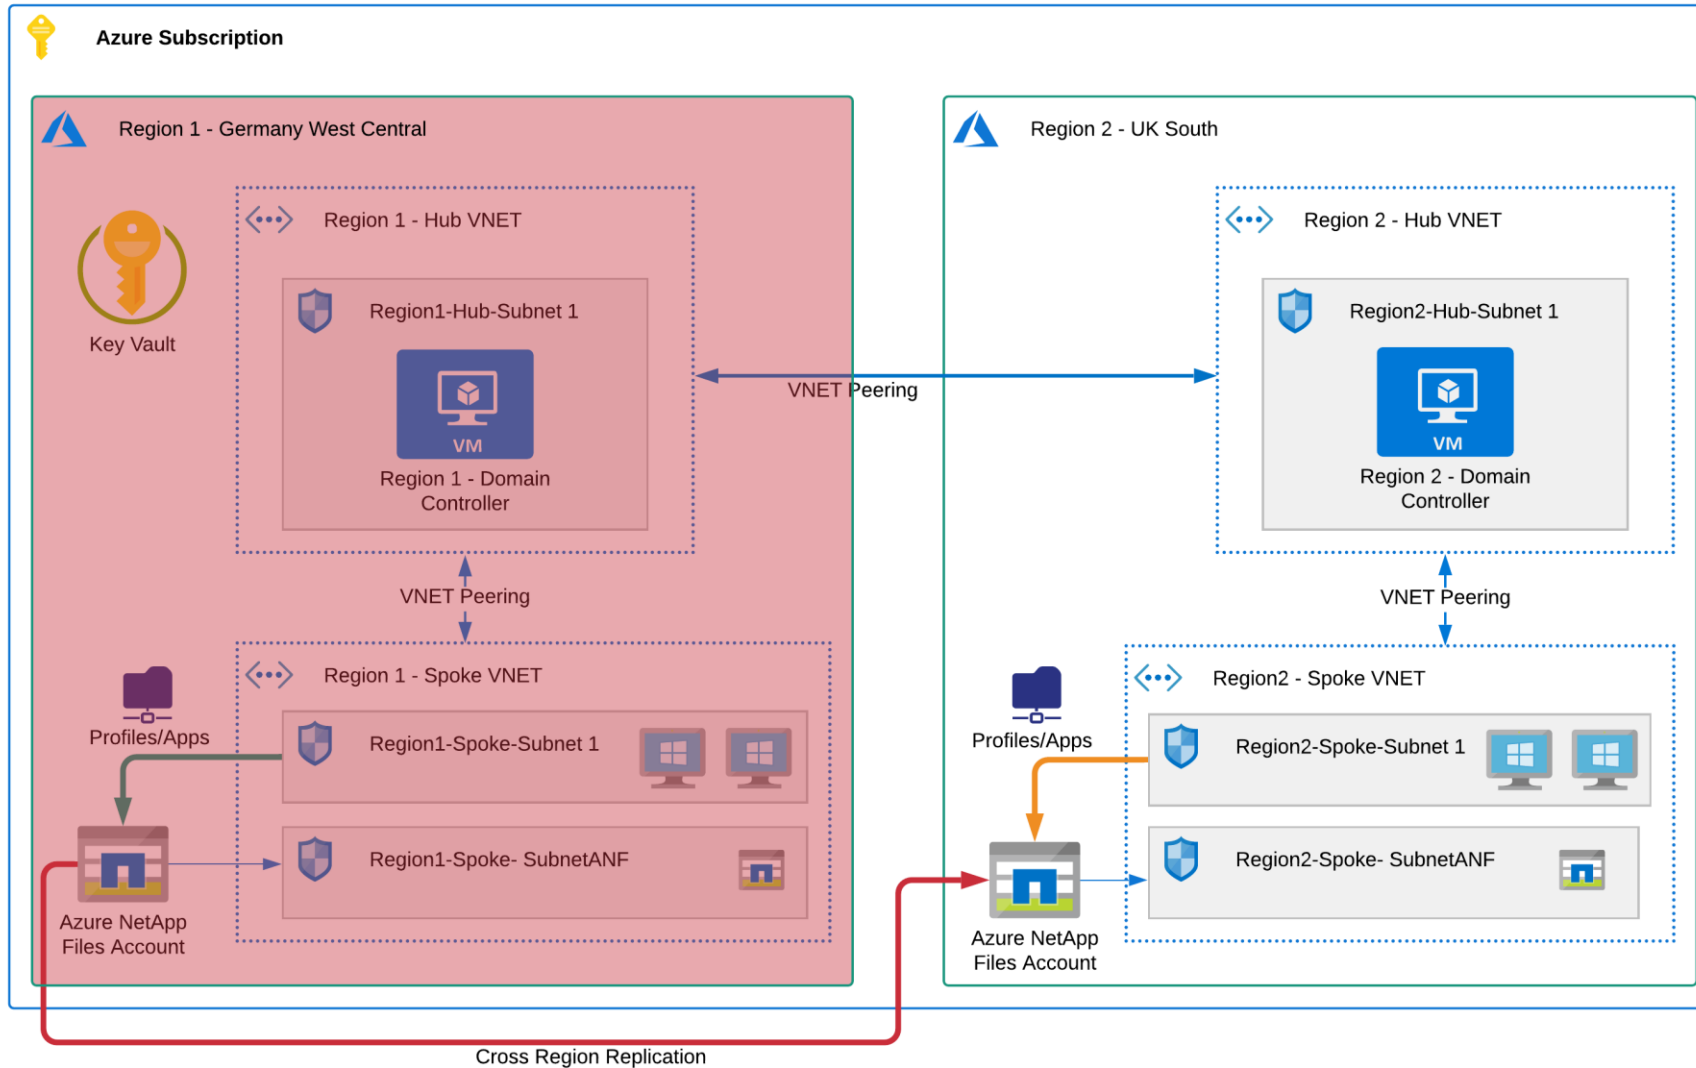 Azure Subscription
Region 1 - Germany West Central
Key Vault
Region 1 - Hub VNET
Region1-Hub-Subnet 1
VM
Region 1 - Domain
Controller
VNET Peering
Region 1 - Spoke VNET
Profiles/Apps
Region1-Spoke-Subnet 1
Region1-Spoke- SubnetANF
Azure NetApp
Files Account
VNET Peering
Region 2 - UK South
Region 2 - Hub VNET
Region2-Hub-Subnet 1
VM
Region 2 - Domain
Controller
VNET Peering
Region2 - Spoke VNET
Profiles/Apps
Region2-Spoke-Subnet 1
Region2-Spoke- SubnetANF
Azure NetApp
Files Account
Cross Region Replication